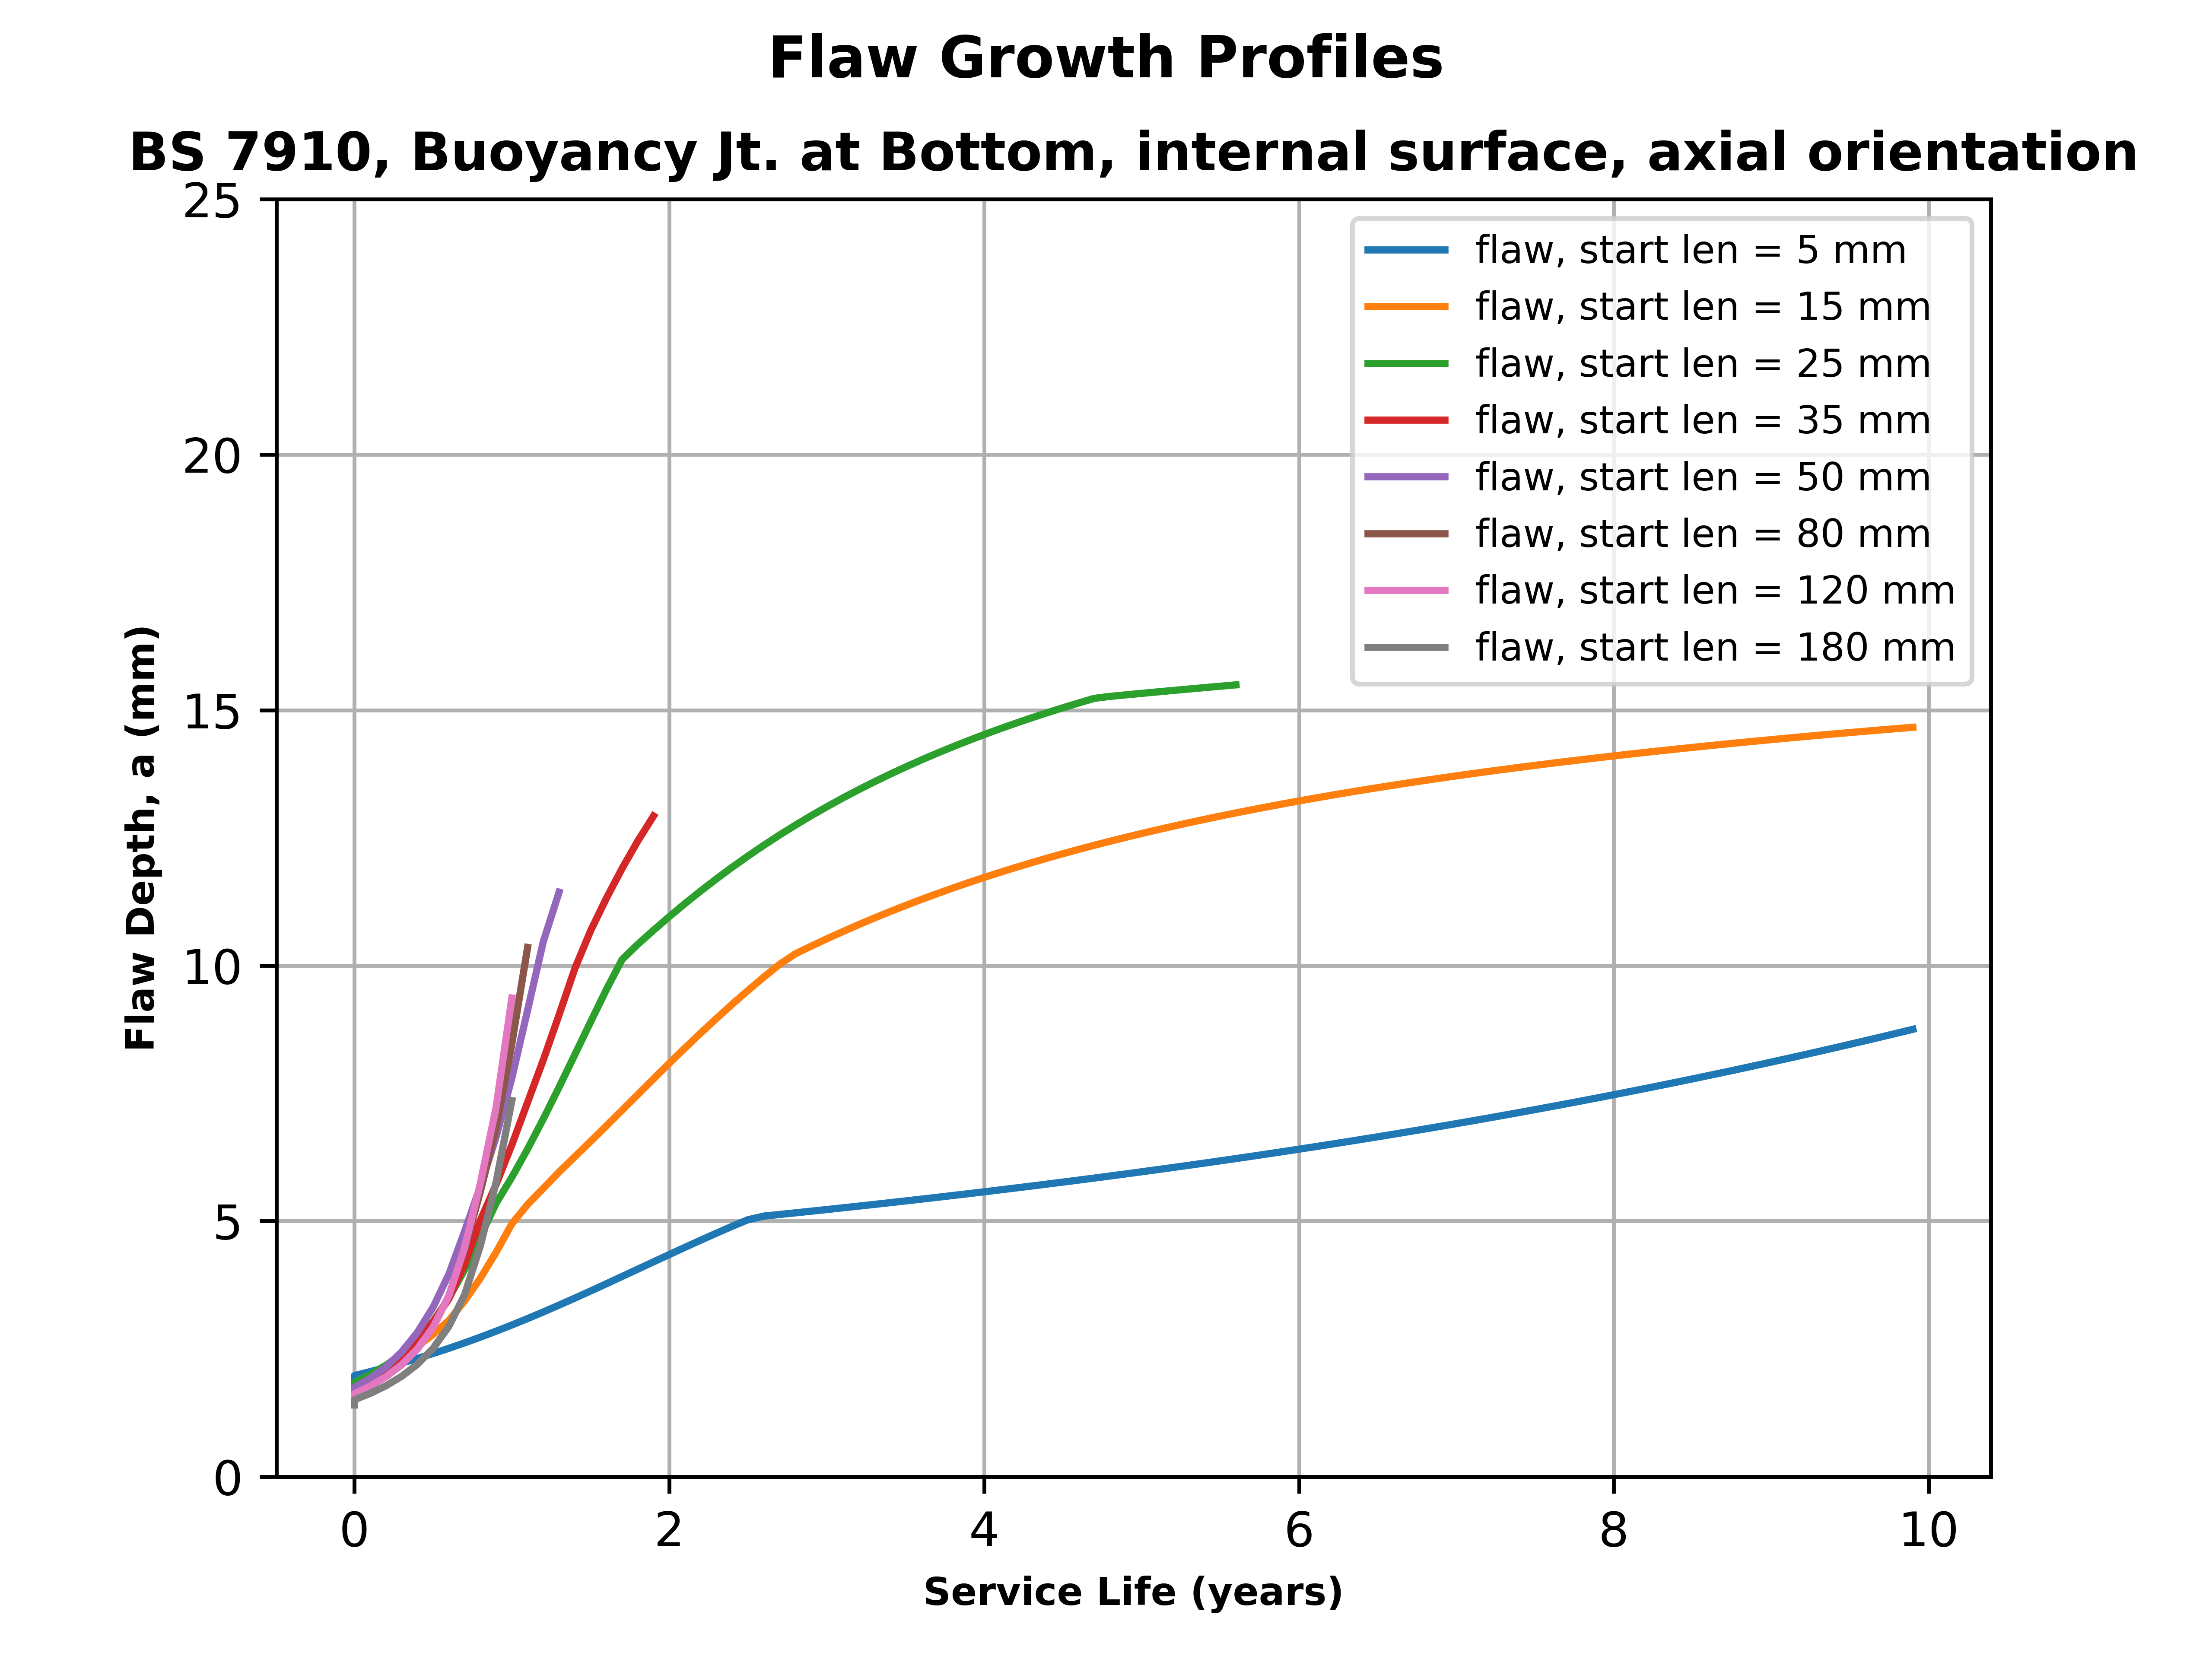 Flaw Growth Profiles
BS 7910, Buoyancy Jt. at Bottom, internal surface, axial orientation
25
20
15
10
5
0
Flaw Depth, a (mm)
flaw, start len = 5 mm
flaw, start len = 15 mm
flaw, start len = 25 mm
flaw, start len = 35 mm
flaw, start len = 50 mm
flaw, start len = 80 mm
flaw, start len = 120 mm
flaw, start len = 180 mm
0 2 4 6 8 10
Service Life (years)